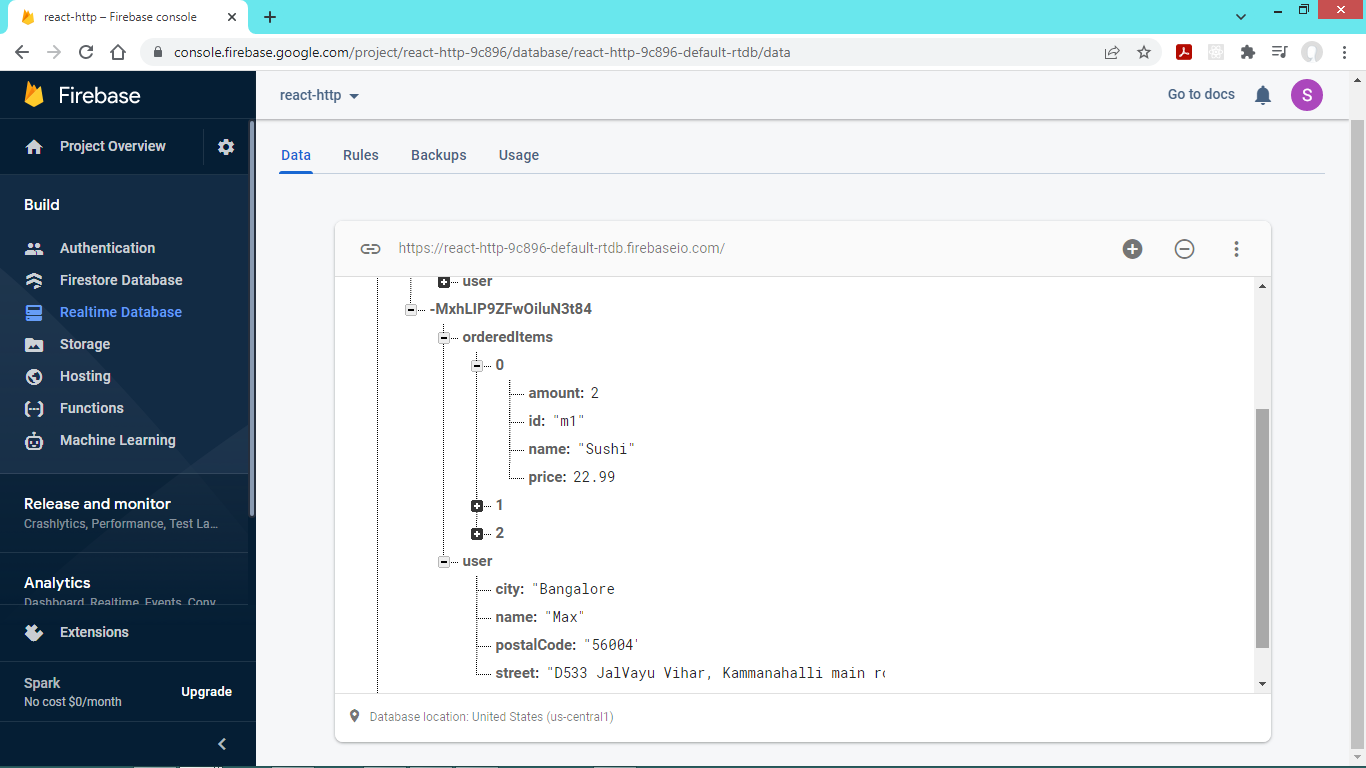 react-http – Firebase console
console.firebase.google.com/project/react-http-9c896/database/react-http-9c896-default-rtdb/data
Firebase
react-http
Go to docs
S
Project Overview
Data Rules Backups Usage
Build
Authentication
Firestore Database
Realtime Database
Storage
Hosting
Functions
Machine Learning
Release and monitor
Crashlytics, Performance, Test La...
Analytics
Dashboard, Realtime, Events, Conv...
Extensions
Spark
No cost $0/month
Upgrade
https://react-http-9c896-default-rtdb.firebaseio.com/
user
-MxhLIP9ZFwOiluN3t84
orderedItems
0
amount: 2
id: "m1"
name: "Sushi"
price: 22.99
1
2
user
city: "Bangalore
name: "Max"
postalCode: "56004'
street: "D533 JalVayu Vihar, Kammanahalli main ro
Database location: United States (us-central1)